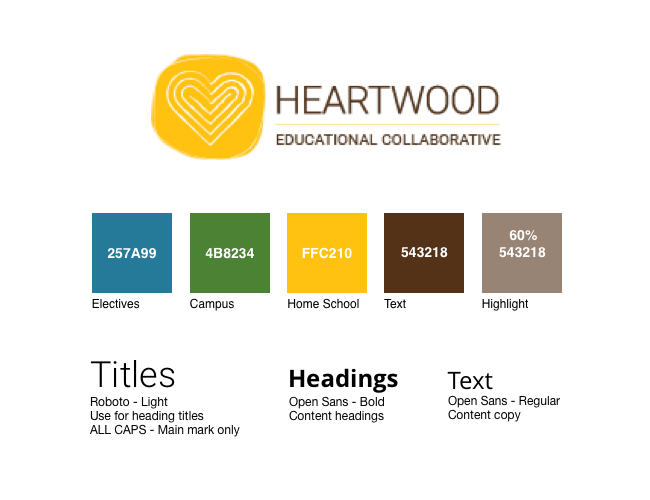 HEARTWOOD
EDUCATIONAL COLLABORATIVE
257A99
4B8234
FFC210
543218
60%
543218
Electives
Campus
Home School
Text
Highlight
Titles
Roboto - Light
Use for heading titles
ALL CAPS - Main mark only
Headings
Open Sans - Bold
Content headings
Text
Open Sans - Regular
Content copy